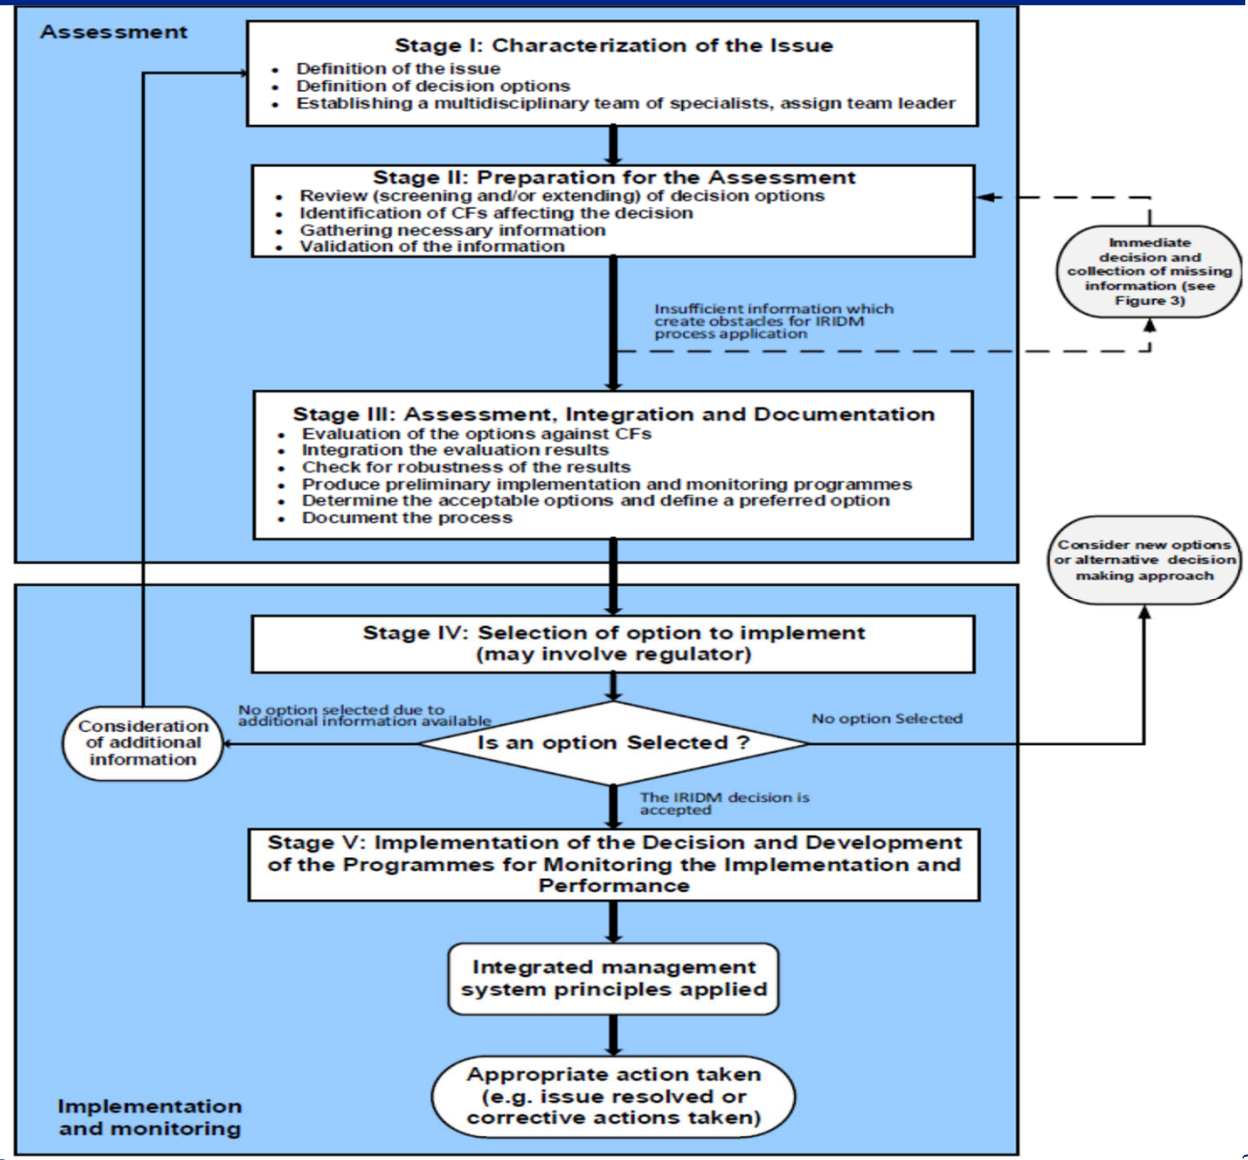 Assessment
Stage I: Characterization of the Issue
• Definition of the issue
• Definition of decision options
• Establishing a multidisciplinary team of specialists, assign team leader
Stage II: Preparation for the Assessment
• Review (screening and/or extending) of decision options
• Identification of CFs affecting the decision
• Gathering necessary information
• Validation of the information
Immediate
decision and
collection of missing
information (see
Figure 3)
Insufficient information which
create obstacles for IRIDM
process application
Stage III: Assessment, Integration and Documentation
• Evaluation of the options against CFs
• Integration the evaluation results
• Check for robustness of the results
• Produce preliminary implementation and monitoring programmes
• Determine the acceptable options and define a preferred option
• Document the process
Consider new options
or alternative decision
making approach
Stage IV: Selection of option to implement
(may involve regulator)
No option selected due to
additional information available
Consideration
of additional
information
Is an option Selected ?
No option Selected
The IRIDM decision is
accepted
Stage V: Implementation of the Decision and Development
of the Programmes for Monitoring the Implementation and
Performance
Integrated management
system principles applied
Appropriate action taken
(e.g. issue resolved or
corrective actions taken)
Implementation
and monitoring